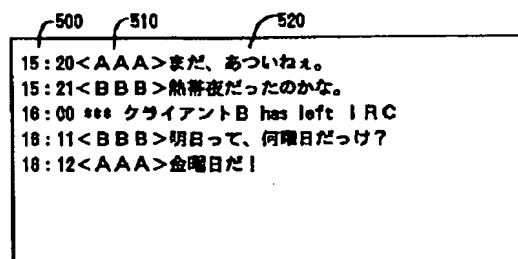 500 510 520
15:20<AAA>まだ、あついねぇ。
15:21<BBB>熱帯夜だったのかな。
16:00 *** クライアントB has left IRC
18:11<BBB>明日って、何曜日だっけ？
18:12<AAA>金曜日だ！